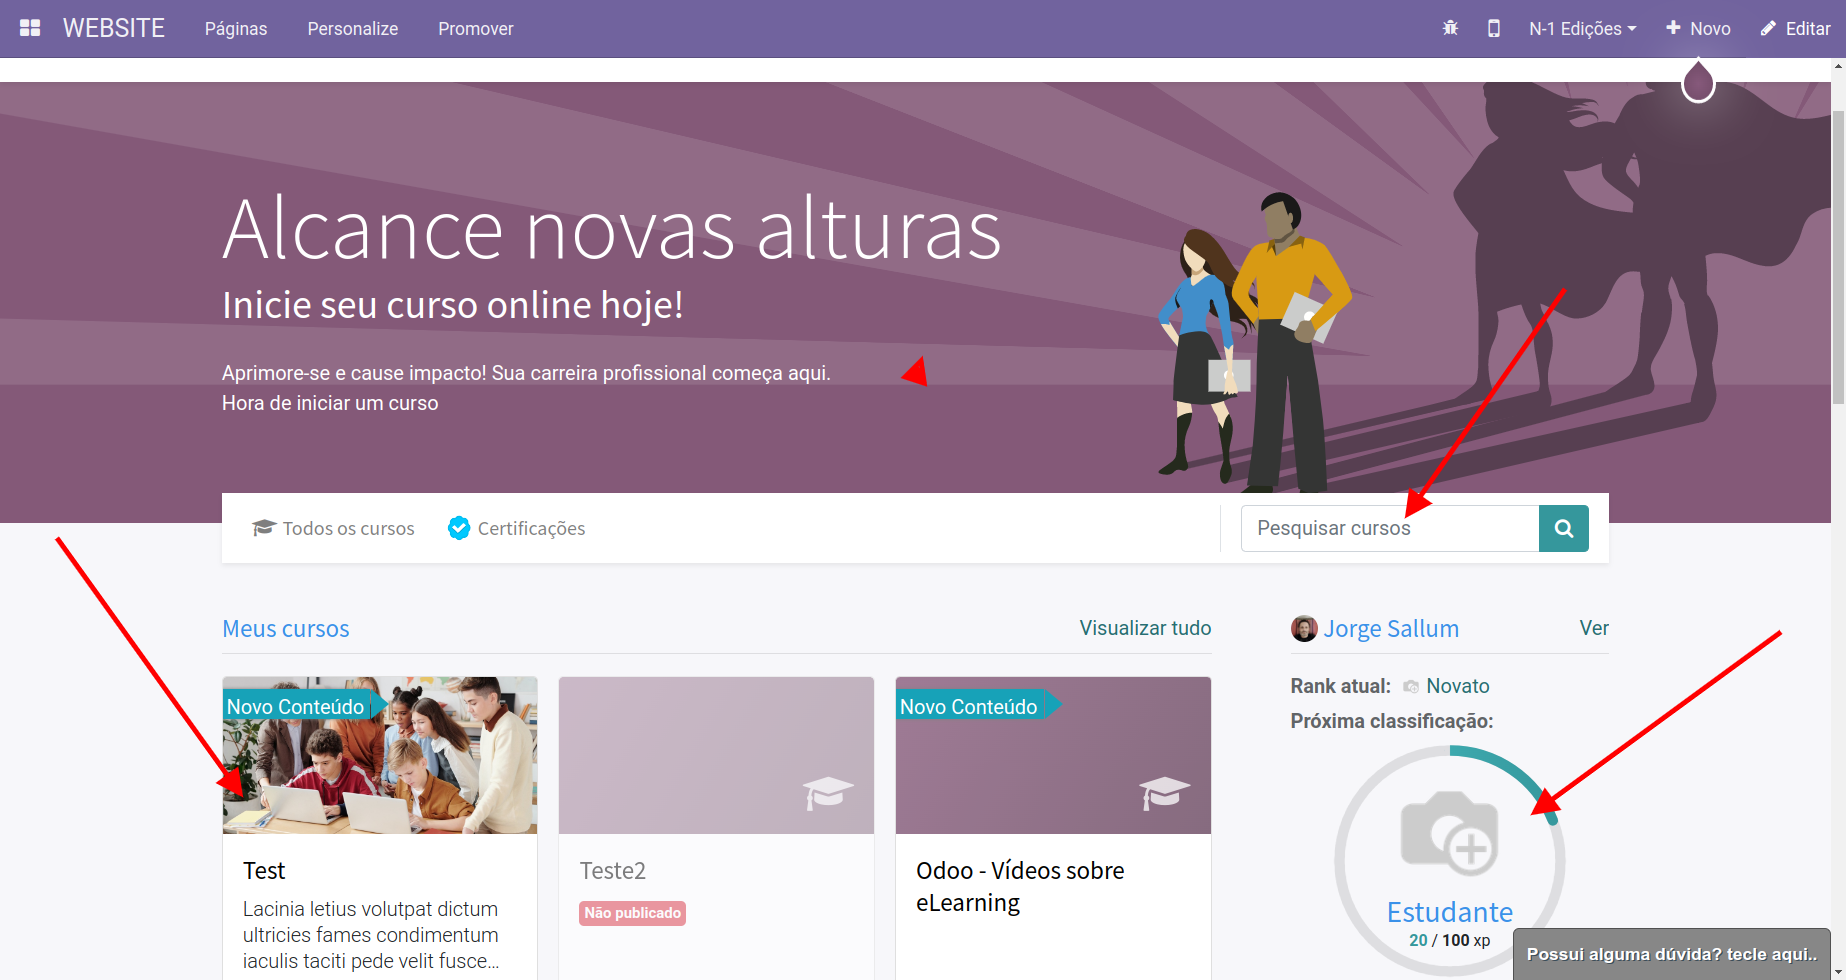 WEBSITE Páginas Personalize Promover N-1 Edições Novo Editar
Alcance novas alturas
Inicie seu curso online hoje!
Aprimore-se e cause impacto! Sua carreira profissional começa aqui.
Hora de iniciar um curso
Todos os cursos Certificações Pesquisar cursos
Meus cursos Visualizar tudo
Novo Conteúdo
Test
Lacinia letius volutpat dictum
ultricies fames condimentum
iaculis taciti pede velit fusce...
Teste2
Não publicado
Novo Conteúdo
Odoo - Vídeos sobre
eLearning
Jorge Sallum Ver
Rank atual: Novato
Próxima classificação:
Estudante
20 / 100 xp
Possui alguma dúvida? tecle aqui..